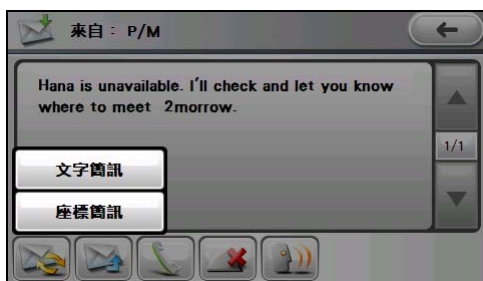 來自： P/M
Hana is unavailable. I'll check and let you know
where to meet 2morrow.
1/1
文字簡訊
座標簡訊